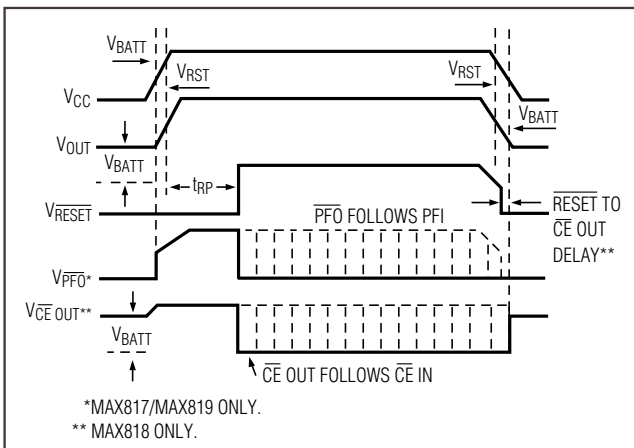 VBATT
VRST
VRST
VCC
VBATT
VOUT
VBATT
tRP
PFO FOLLOWS PFI
RESET TO
CE OUT
DELAY**
VRESET
VPFO*
VCE OUT**
VBATT
CE OUT FOLLOWS CE IN
*MAX817/MAX819 ONLY.
** MAX818 ONLY.